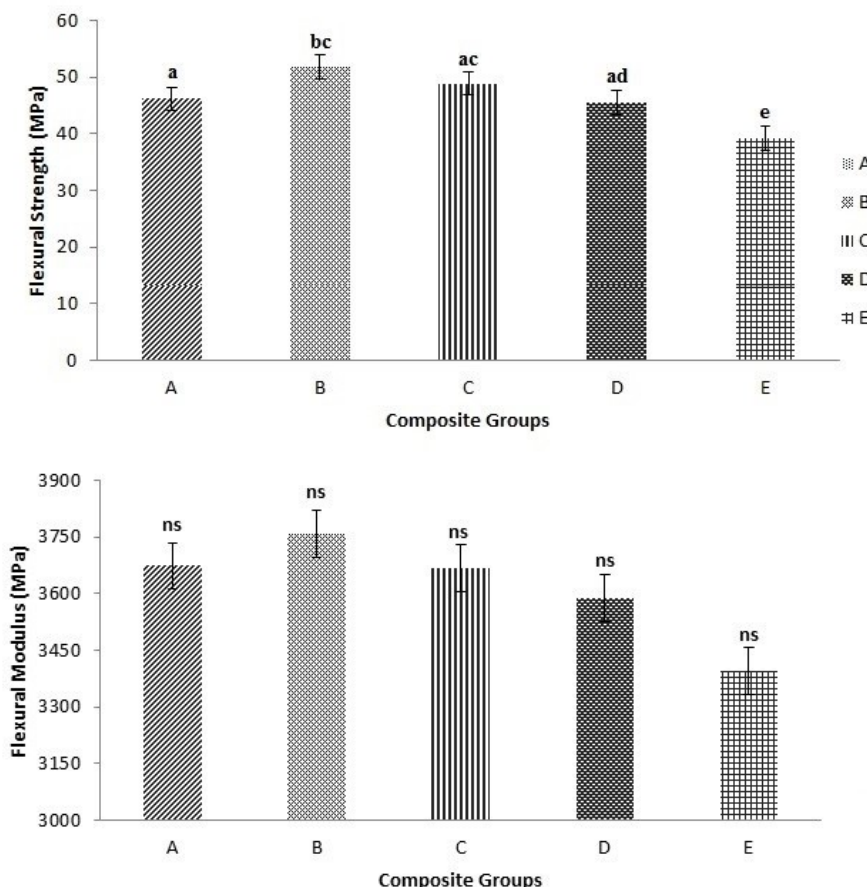 Flexural Strength (MPa)
60
50
40
30
20
10
0
a
bc
ac
ad
e
A
B
C
D
E
Composite Groups
A
B
C
D
E
Flexural Modulus (MPa)
3900
3750
3600
3450
3300
3150
3000
ns
ns
ns
ns
ns
A
B
C
D
E
Composite Groups